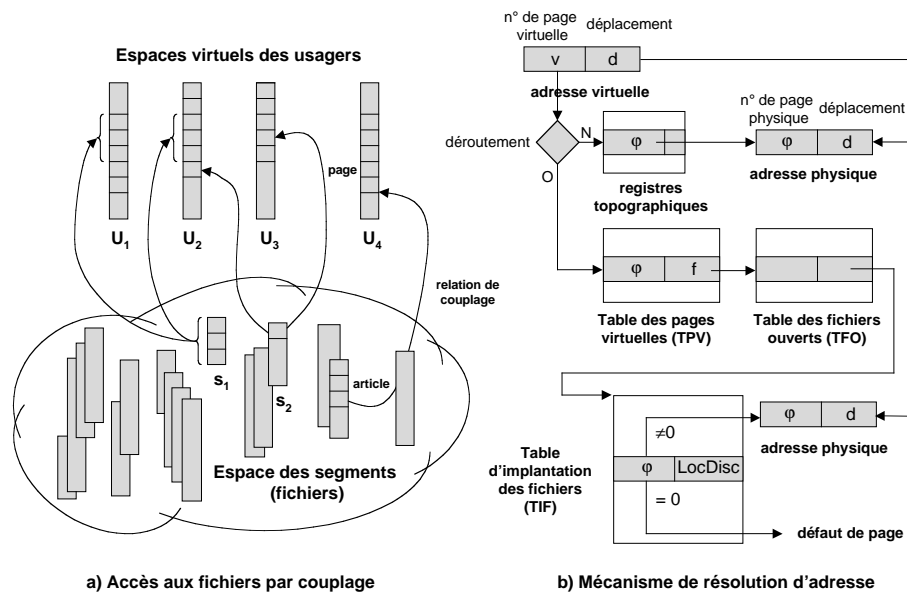 Espaces virtuels des usagers
page
U1
U2
U3
U4
relation de
couplage
s1
s2
article
Espace des segments
(fichiers)
a) Accès aux fichiers par couplage
n° de page
virtuelle
déplacement
v
d
adresse virtuelle
déroutement
N
O
φ
registres
topographiques
n° de page
physique
déplacement
φ
d
adresse physique
φ
f
Table des pages
virtuelles (TPV)
Table des fichiers
ouverts (TFO)
Table
d’implantation
des fichiers
(TIF)
≠0
φ
LocDisc
= 0
φ
d
adresse physique
défaut de page
b) Mécanisme de résolution d’adresse